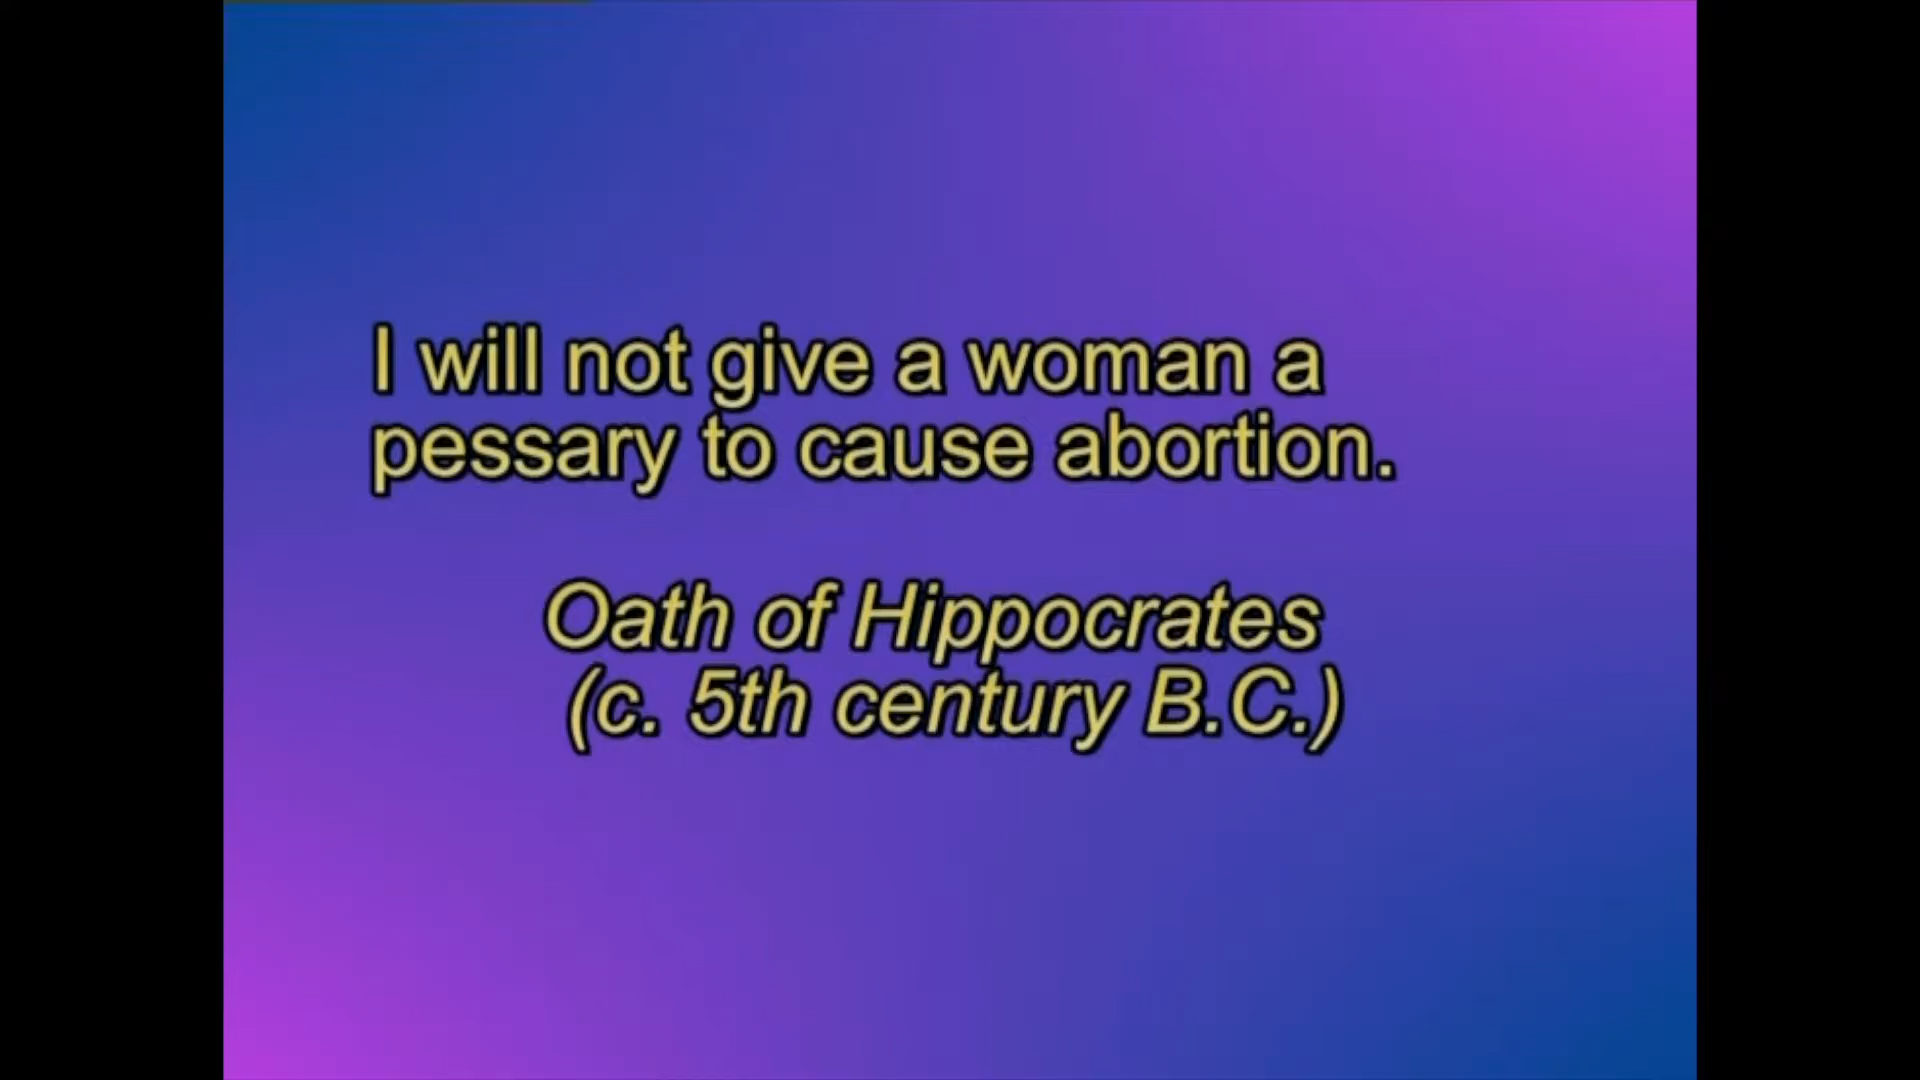 I will not give a woman a
pessary to cause abortion.
Oath of Hippocrates
(c. 5th century B.C.)